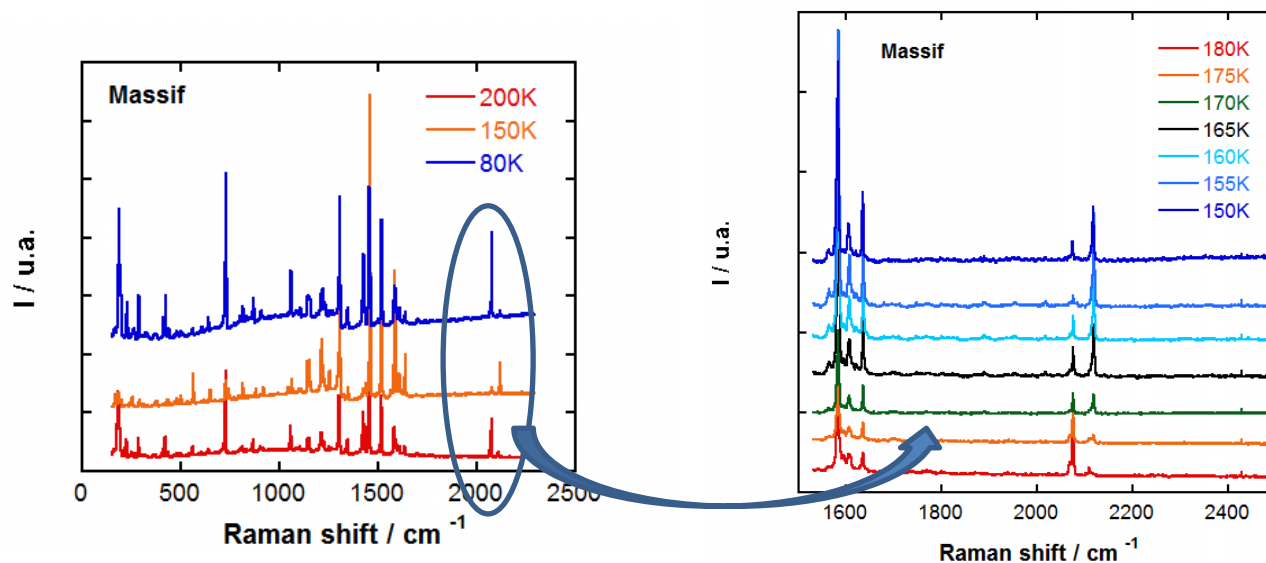 Massif
200K
150K
80K
I / u.a.
0 500 1000 1500 2000 2500
Raman shift / cm -1
Massif
180K
175K
170K
165K
160K
155K
150K
I / u.a.
1600 1800 2000 2200 2400
Raman shift / cm -1